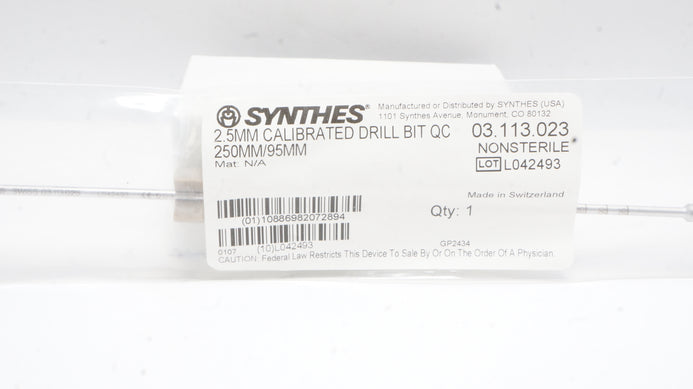 SYNTHES® Manufactured or Distributed by SYNTHES (USA)
1101 Synthes Avenue, Monument, CO 80132
2.5MM CALIBRATED DRILL BIT QC 03.113.023
250MM/95MM NONSTERILE
Mat: N/A LOT L042493
Made in Switzerland
(01)10886982072894 Qty: 1
0107 (10)L042493 GP2434
CAUTION: Federal Law Restricts This Device To Sale By Or On The Order Of A Physician.